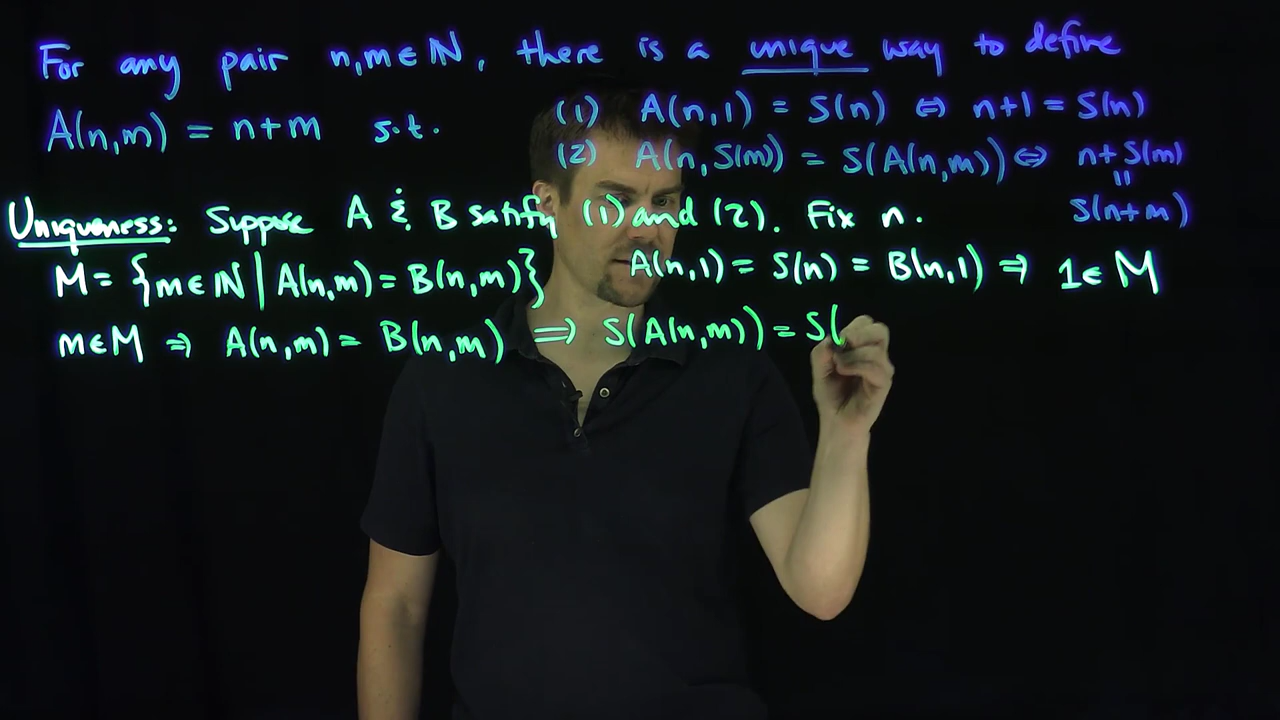 For any pair n,m ∈ ℕ, there is a unique way to define
A(n,m) = n+m s.t. (1) A(n,1) = S(n) ⇔ n+1 = S(n)
(2) A(n,S(m)) = S(A(n,m)) ⇔ n+S(m)
=
S(n+m)
Uniqueness: Suppose A & B satisfy (1) and (2). Fix n.
M = {m ∈ ℕ | A(n,m) = B(n,m)} A(n,1) = S(n) = B(n,1) ⇒ 1 ∈ M
m ∈ M ⇒ A(n,m) = B(n,m) ⇒ S(A(n,m)) = S(